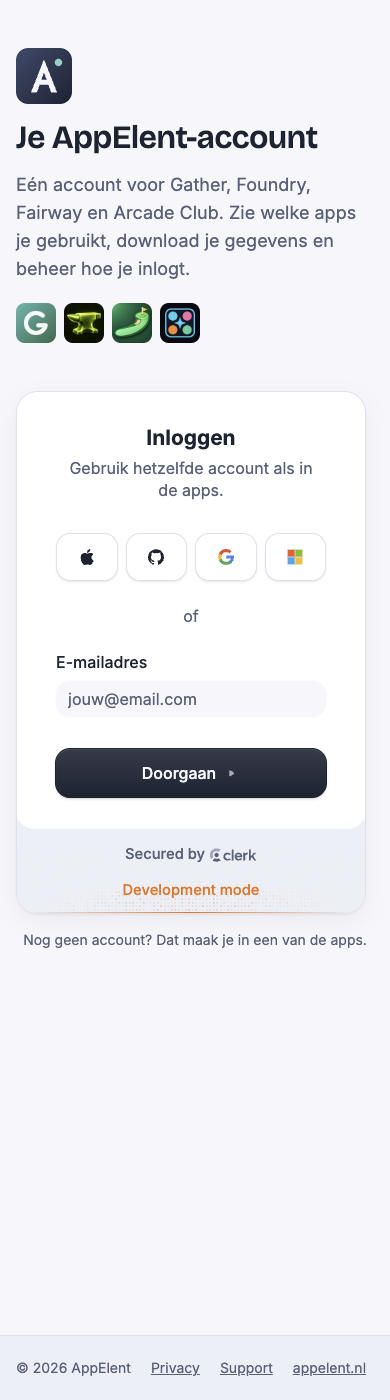 A
Je AppElent-account
Eén account voor Gather, Foundry,
Fairway en Arcade Club. Zie welke apps
je gebruikt, download je gegevens en
beheer hoe je inlogt.
G
Inloggen
Gebruik hetzelfde account als in
de apps.
of
E-mailadres
jouw@email.com
Doorgaan
Secured by clerk
Development mode
Nog geen account? Dat maak je in een van de apps.
© 2026 AppElent Privacy Support appelent.nl